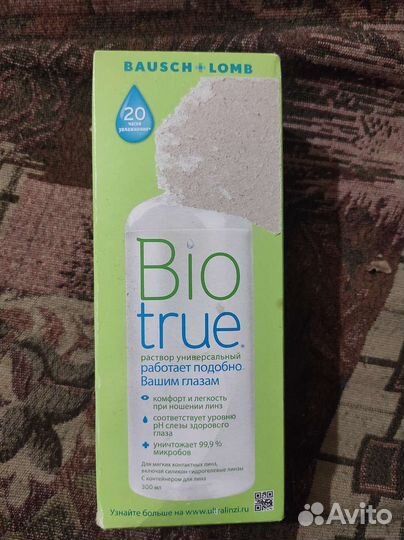 BAUSCH + LOMB
20
часов
увлажнения*
Bio
true®
раствор универсальный
работает подобно
Вашим глазам
комфорт и легкость
при ношении линз
соответствует уровню
pH слезы здорового
глаза
уничтожает 99,9 %
микробов
Для мягких контактных линз,
включая силикон-гидрогелевые линзы
С контейнером для линз
300 мл
Узнайте больше на www.ultralinzi.ru
Avito